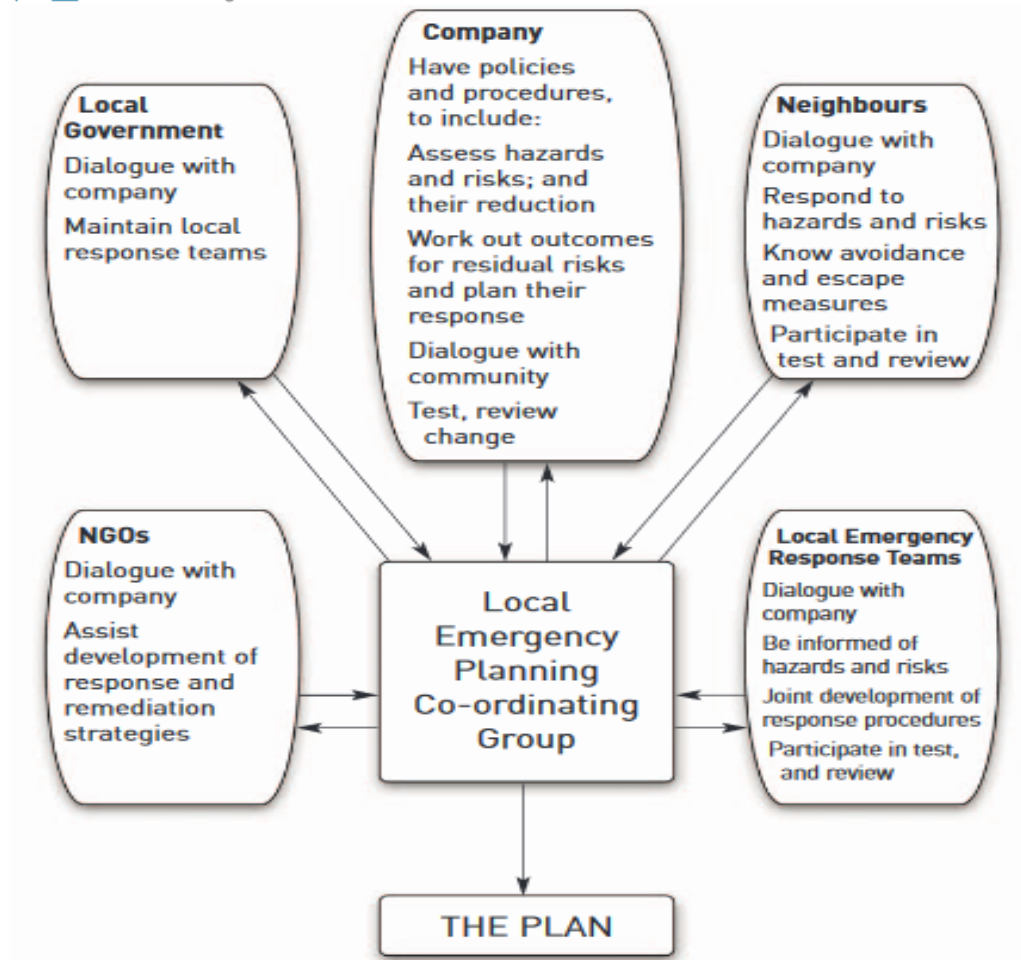 Company
Have policies
and procedures,
to include:
Assess hazards
and risks; and
their reduction
Work out outcomes
for residual risks
and plan their
response
Dialogue with
community
Test, review
change
Local
Government
Dialogue with
company
Maintain local
response teams
Neighbours
Dialogue with
company
Respond to
hazards and risks
Know avoidance
and escape
measures
Participate in
test and review
NGOs
Dialogue with
company
Assist
development of
response and
remediation
strategies
Local
Emergency
Planning
Co-ordinating
Group
Local Emergency
Response Teams
Dialogue with
company
Be informed of
hazards and risks
Joint development of
response procedures
Participate in test,
and review
THE PLAN